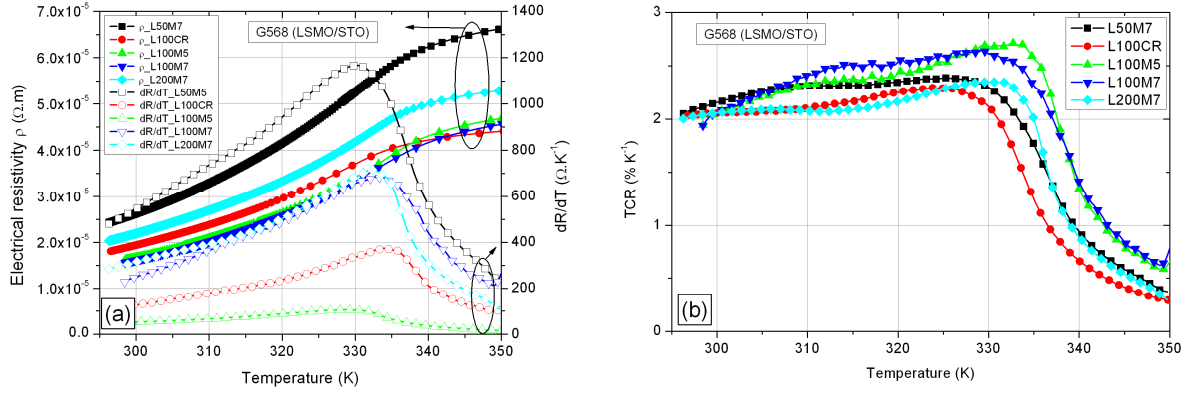 7.0x10⁻⁵
6.0x10⁻⁵
5.0x10⁻⁵
4.0x10⁻⁵
3.0x10⁻⁵
2.0x10⁻⁵
1.0x10⁻⁵
0.0
Electrical resistivity ρ (Ω.m)
ρ_L50M7
ρ_L100CR
ρ_L100M5
ρ_L100M7
ρ_L200M7
dR/dT_L50M5
dR/dT_L100CR
dR/dT_L100M5
dR/dT_L100M7
dR/dT_L200M7
G568 (LSMO/STO)
(a)
1400
1200
1000
800
600
400
200
0
dR/dT (Ω.K⁻¹)
300 310 320 330 340 350
Temperature (K)
3
2
1
0
TCR (% K⁻¹)
G568 (LSMO/STO)
L50M7
L100CR
L100M5
L100M7
L200M7
(b)
300 310 320 330 340 350
Temperature (K)